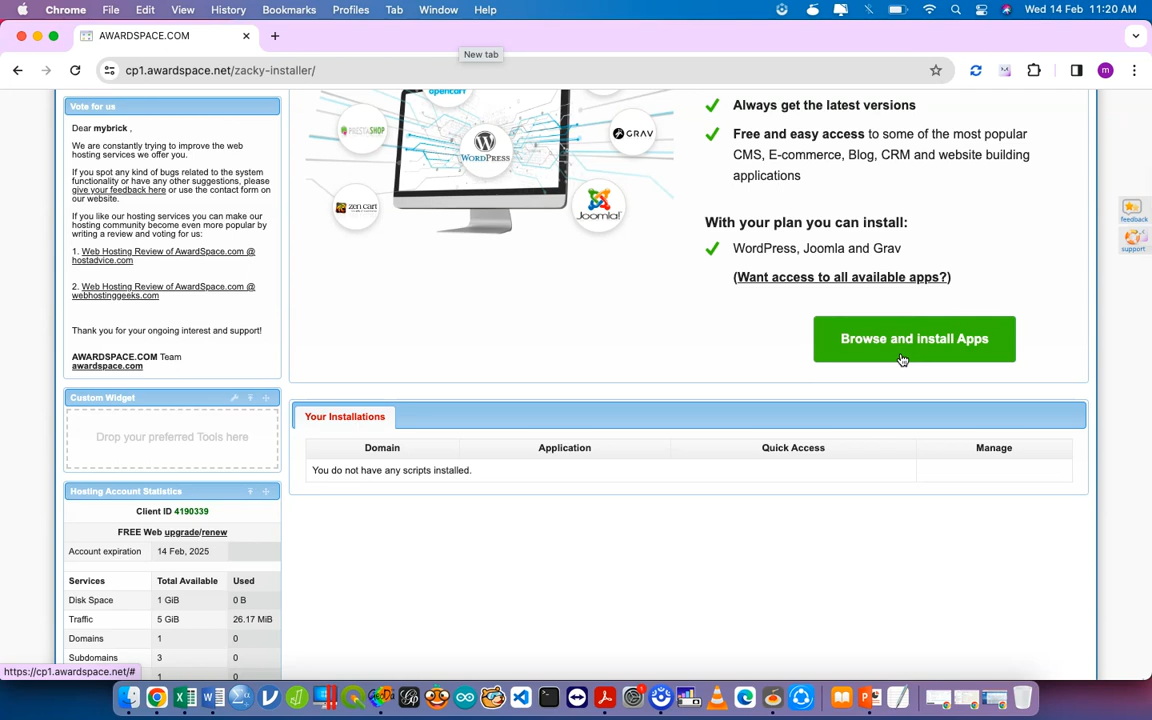 Chrome File Edit View History Bookmarks Profiles Tab Window Help Wed 14 Feb 11:20 AM
AWARDSPACE.COM
New tab
cp1.awardspace.net/zacky-installer/
Vote for us
Dear mybrick ,
We are constantly trying to improve the web
hosting services we offer you.
If you spot any kind of bugs related to the system
functionality or have any other suggestions, please
give your feedback here or use the contact form on
our website.
If you like our hosting services you can make our
hosting community become even more popular by
writing a review and voting for us:
1. Web Hosting Review of AwardSpace.com @
hostadvice.com
2. Web Hosting Review of AwardSpace.com @
webhostinggeeks.com
Thank you for your ongoing interest and support!
AWARDSPACE.COM Team
awardspace.com
Custom Widget
Drop your preferred Tools here
Hosting Account Statistics
Client ID 4190339
FREE Web upgrade/renew
Account expiration 14 Feb, 2025
Services Total Available Used
Disk Space 1 GiB 0 B
Traffic 5 GiB 26.17 MiB
Domains 1 0
Subdomains 3 0
1 0
opencart
PRESTASHOP
WORDPRESS
GRAV
ZEN CART
Joomla!
Always get the latest versions
Free and easy access to some of the most popular
CMS, E-commerce, Blog, CRM and website building
applications
With your plan you can install:
WordPress, Joomla and Grav
(Want access to all available apps?)
Browse and install Apps
Your Installations
Domain Application Quick Access Manage
You do not have any scripts installed.
feedback
support
https://cp1.awardspace.net/#